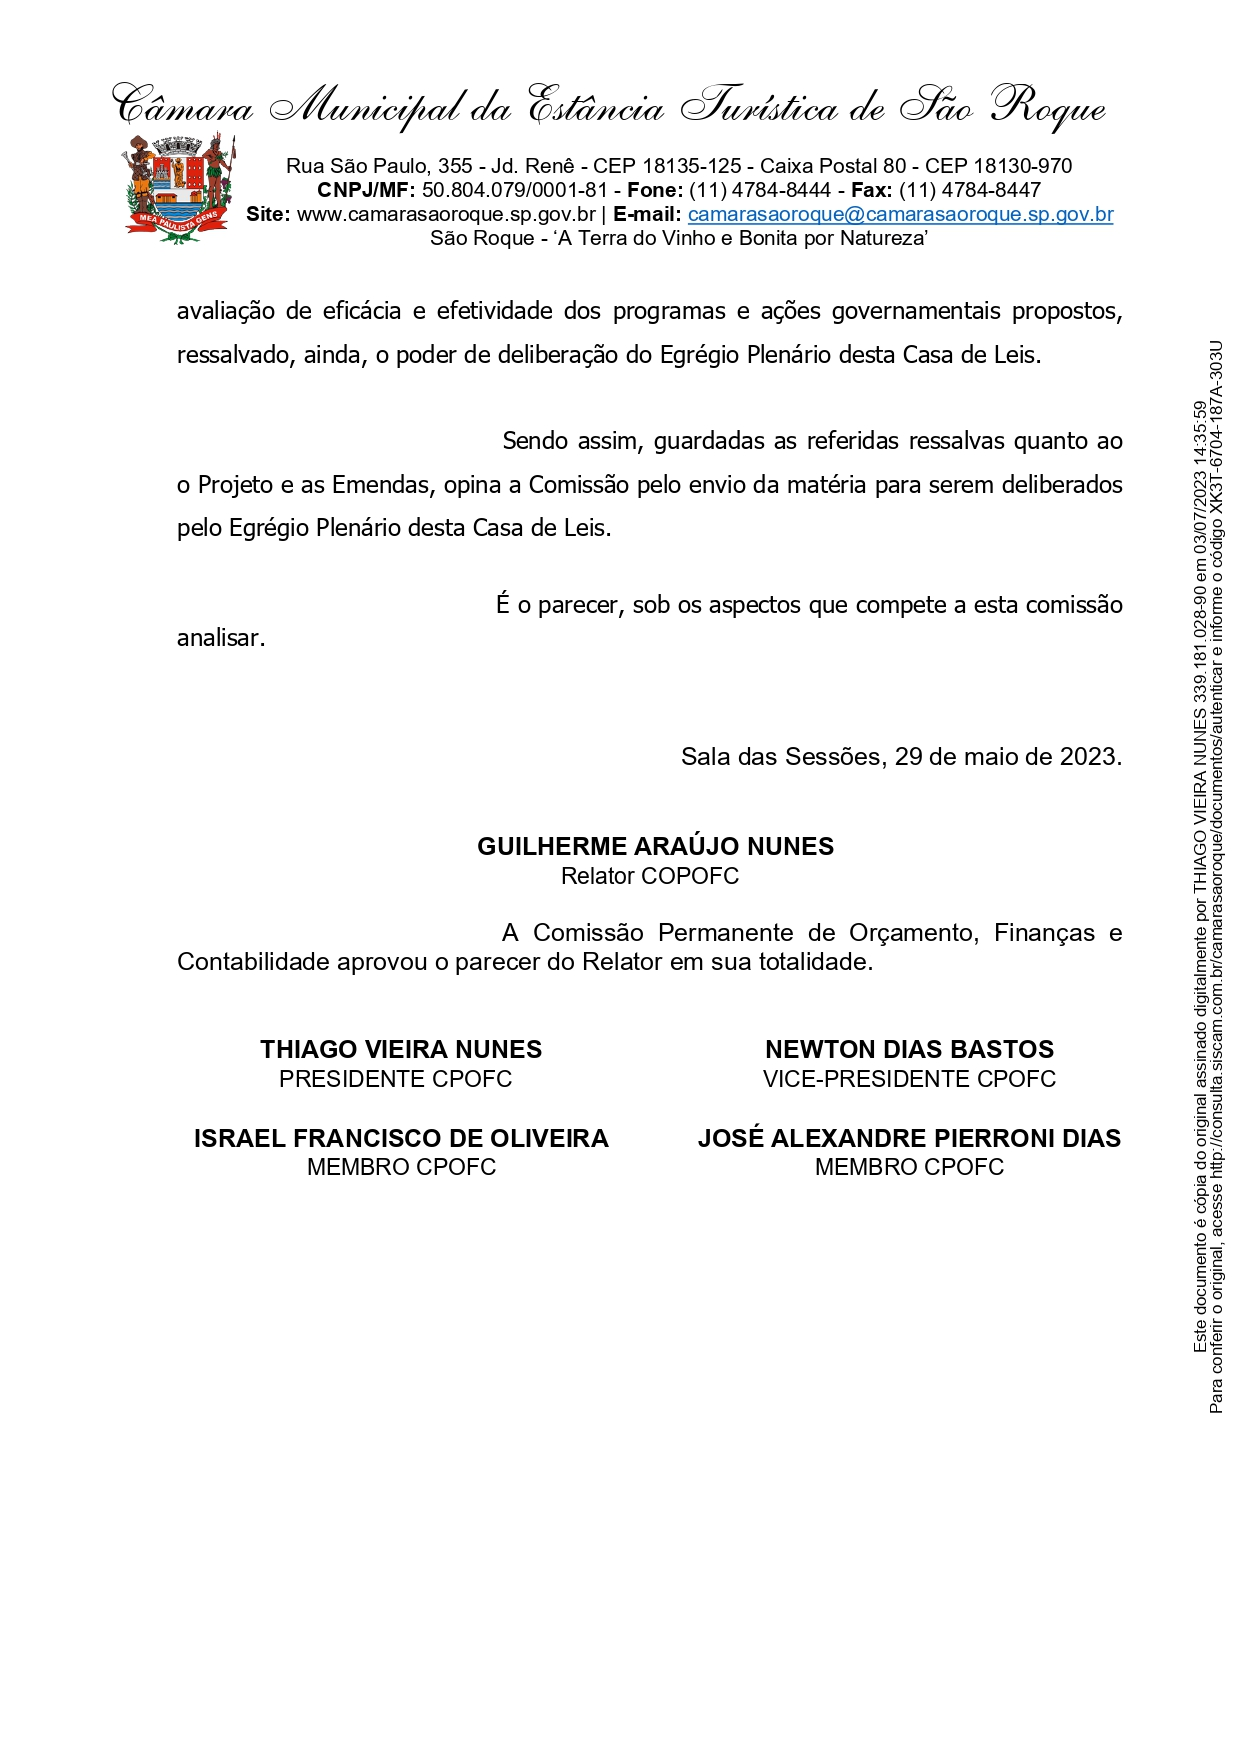 Câmara Municipal da Estância Turística de São Roque
Rua São Paulo, 355 - Jd. Renê - CEP 18135-125 - Caixa Postal 80 - CEP 18130-970
CNPJ/MF: 50.804.079/0001-81 - Fone: (11) 4784-8444 - Fax: (11) 4784-8447
Site: www.camarasaoroque.sp.gov.br | E-mail: camarasaoroque@camarasaoroque.sp.gov.br
São Roque - ‘A Terra do Vinho e Bonita por Natureza’
MEA PAULISTA GENS
avaliação de eficácia e efetividade dos programas e ações governamentais propostos,
ressalvado, ainda, o poder de deliberação do Egrégio Plenário desta Casa de Leis.
Sendo assim, guardadas as referidas ressalvas quanto ao
o Projeto e as Emendas, opina a Comissão pelo envio da matéria para serem deliberados
pelo Egrégio Plenário desta Casa de Leis.
É o parecer, sob os aspectos que compete a esta comissão
analisar.
Sala das Sessões, 29 de maio de 2023.
GUILHERME ARAÚJO NUNES
Relator COPOFC
A Comissão Permanente de Orçamento, Finanças e
Contabilidade aprovou o parecer do Relator em sua totalidade.
THIAGO VIEIRA NUNES
PRESIDENTE CPOFC
NEWTON DIAS BASTOS
VICE-PRESIDENTE CPOFC
ISRAEL FRANCISCO DE OLIVEIRA
MEMBRO CPOFC
JOSÉ ALEXANDRE PIERRONI DIAS
MEMBRO CPOFC
Este documento é cópia do original assinado digitalmente por THIAGO VIEIRA NUNES 339.181.028-90 em 03/07/2023 14:35:59
Para conferir o original, acesse http://consulta.siscam.com.br/camarasaoroque/documentos/autenticar e informe o código XK3T-6704-187A-303U